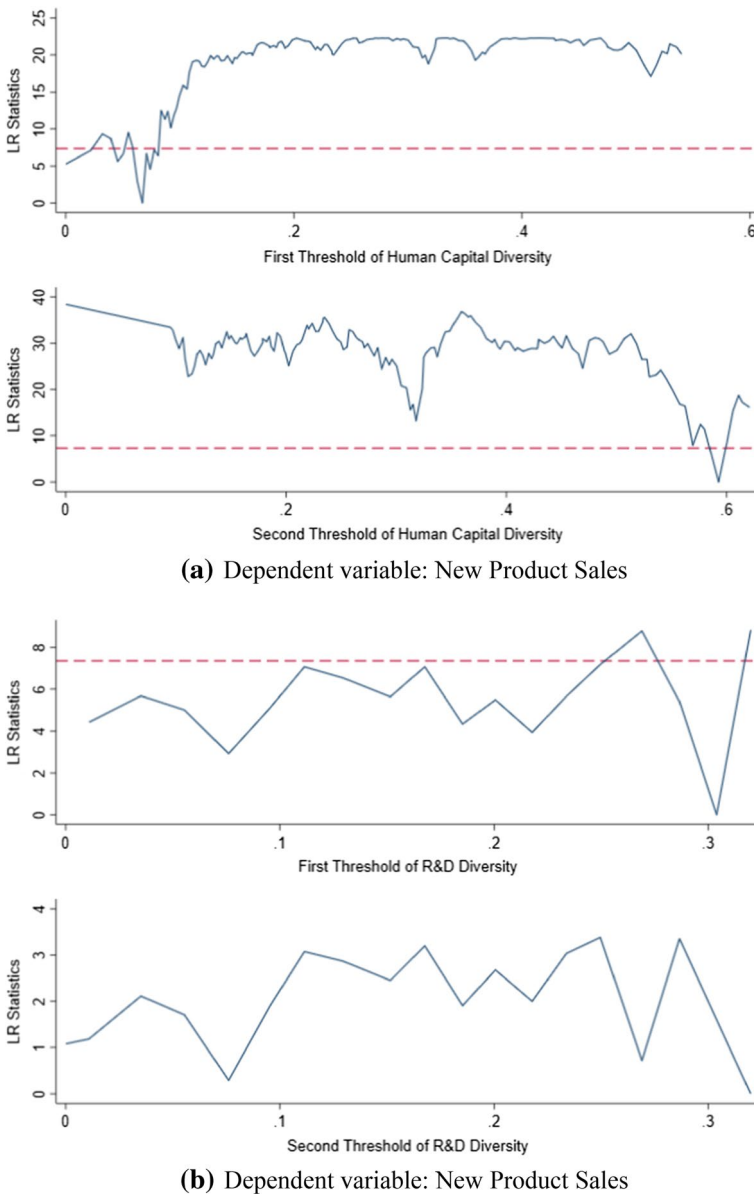 25
20
15
10
5
0
LR Statistics
0 .2 .4 .6
First Threshold of Human Capital Diversity
40
30
20
10
0
LR Statistics
0 .2 .4 .6
Second Threshold of Human Capital Diversity
(a) Dependent variable: New Product Sales
8
6
4
2
0
LR Statistics
0 .1 .2 .3
First Threshold of R&D Diversity
4
3
2
1
0
LR Statistics
0 .1 .2 .3
Second Threshold of R&D Diversity
(b) Dependent variable: New Product Sales